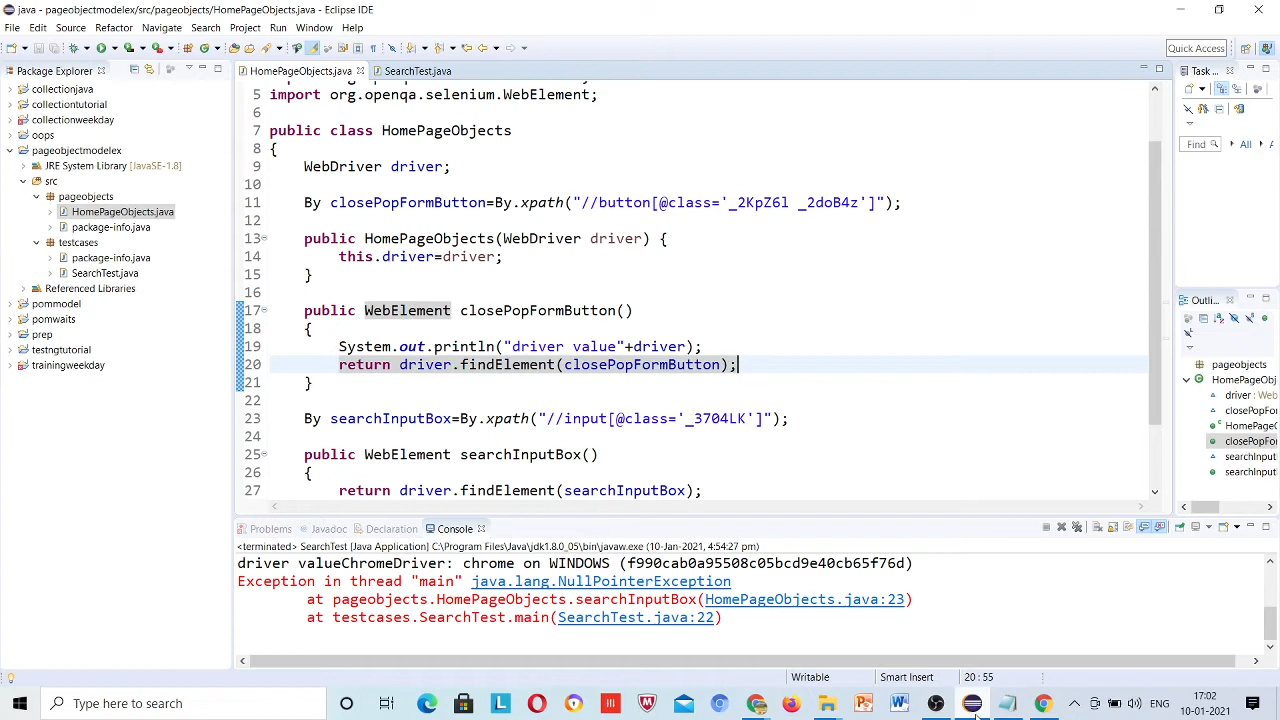 java - pageobjectmodelex/src/pageobjects/HomePageObjects.java - Eclipse IDE
File Edit Source Refactor Navigate Search Project Run Window Help
Quick Access
Package Explorer
HomePageObjects.java
SearchTest.java
Task
collectionjava
collectiontutorial
collectionweekday
oops
pageobjectmodelex
JRE System Library [JavaSE-1.8]
src
pageobjects
HomePageObjects.java
package-info.java
testcases
package-info.java
SearchTest.java
Referenced Libraries
pommodel
pomwaits
prep
testngtutorial
trainingweekday
5 import org.openqa.selenium.WebElement;
6
7 public class HomePageObjects
8 {
9 WebDriver driver;
10
11 By closePopFormButton=By.xpath("//button[@class='_2KpZ6l _2doB4z']");
12
13 public HomePageObjects(WebDriver driver) {
14 this.driver=driver;
15 }
16
17 public WebElement closePopFormButton()
18 {
19 System.out.println("driver value"+driver);
20 return driver.findElement(closePopFormButton);
21 }
22
23 By searchInputBox=By.xpath("//input[@class='_3704LK']");
24
25 public WebElement searchInputBox()
26 {
27 return driver.findElement(searchInputBox);
Find
All
A
Outli
pageobjects
HomePageObj
driver : Web
closePopFor
HomePageO
closePopFor
searchInputB
searchInputB
Problems
Javadoc
Declaration
Console
<terminated> SearchTest [Java Application] C:\Program Files\Java\jdk1.8.0_05\bin\javaw.exe (10-Jan-2021, 4:54:27 pm)
driver valueChromeDriver: chrome on WINDOWS (f990cab0a95508c05bcd9e40cb65f76d)
Exception in thread "main" java.lang.NullPointerException
at pageobjects.HomePageObjects.searchInputBox(HomePageObjects.java:23)
at testcases.SearchTest.main(SearchTest.java:22)
Writable
Smart Insert
20 : 55
Type here to search
ENG
17:02
10-01-2021